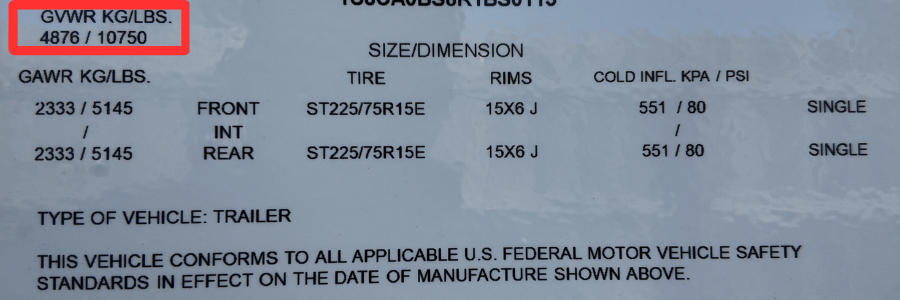 GVWR KG/LBS.
4876 / 10750
SIZE/DIMENSION
GAWR KG/LBS. TIRE RIMS COLD INFL. KPA / PSI
2333 / 5145 FRONT ST225/75R15E 15X6 J 551 / 80 SINGLE
/ INT /
2333 / 5145 REAR ST225/75R15E 15X6 J 551 / 80 SINGLE
TYPE OF VEHICLE: TRAILER
THIS VEHICLE CONFORMS TO ALL APPLICABLE U.S. FEDERAL MOTOR VEHICLE SAFETY
STANDARDS IN EFFECT ON THE DATE OF MANUFACTURE SHOWN ABOVE.